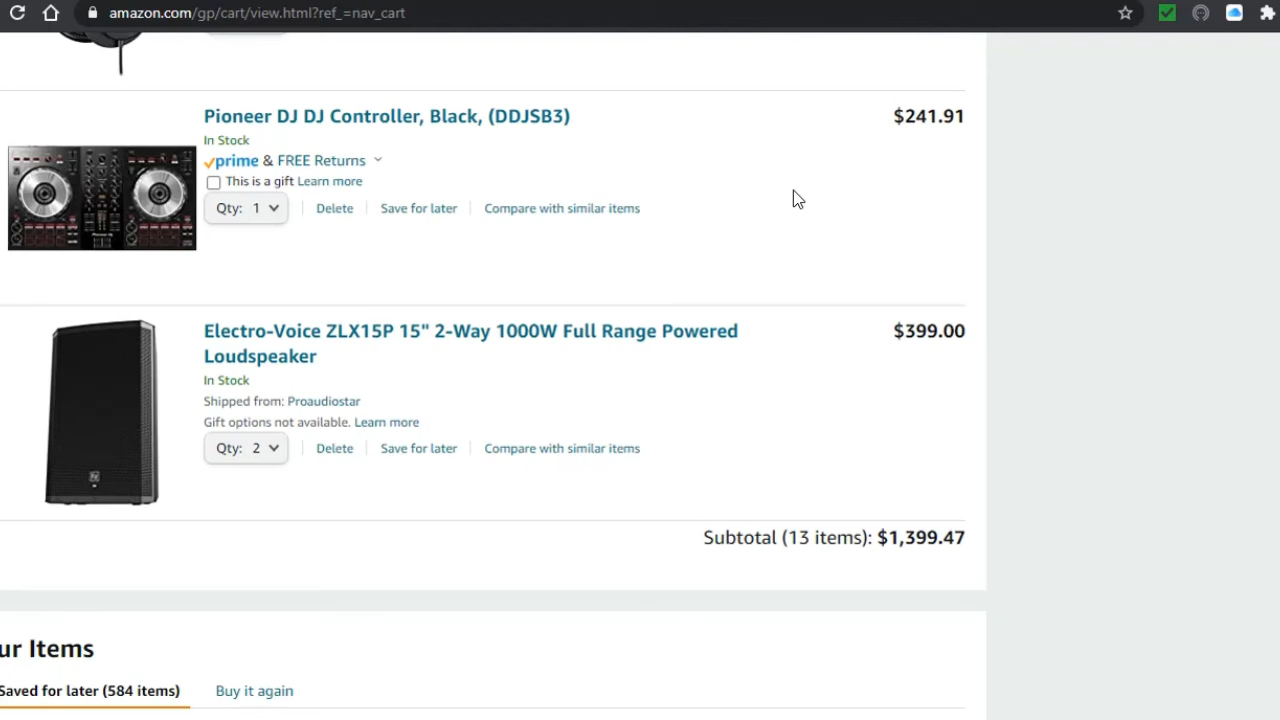 amazon.com/gp/cart/view.html?ref_=nav_cart
Pioneer DJ DJ Controller, Black, (DDJSB3)
$241.91
In Stock
prime & FREE Returns
This is a gift Learn more
Qty: 1
Delete
Save for later
Compare with similar items
Electro-Voice ZLX15P 15" 2-Way 1000W Full Range Powered
Loudspeaker
$399.00
In Stock
Shipped from: Proaudiostar
Gift options not available. Learn more
Qty: 2
Delete
Save for later
Compare with similar items
Subtotal (13 items): $1,399.47
ur Items
Saved for later (584 items)
Buy it again